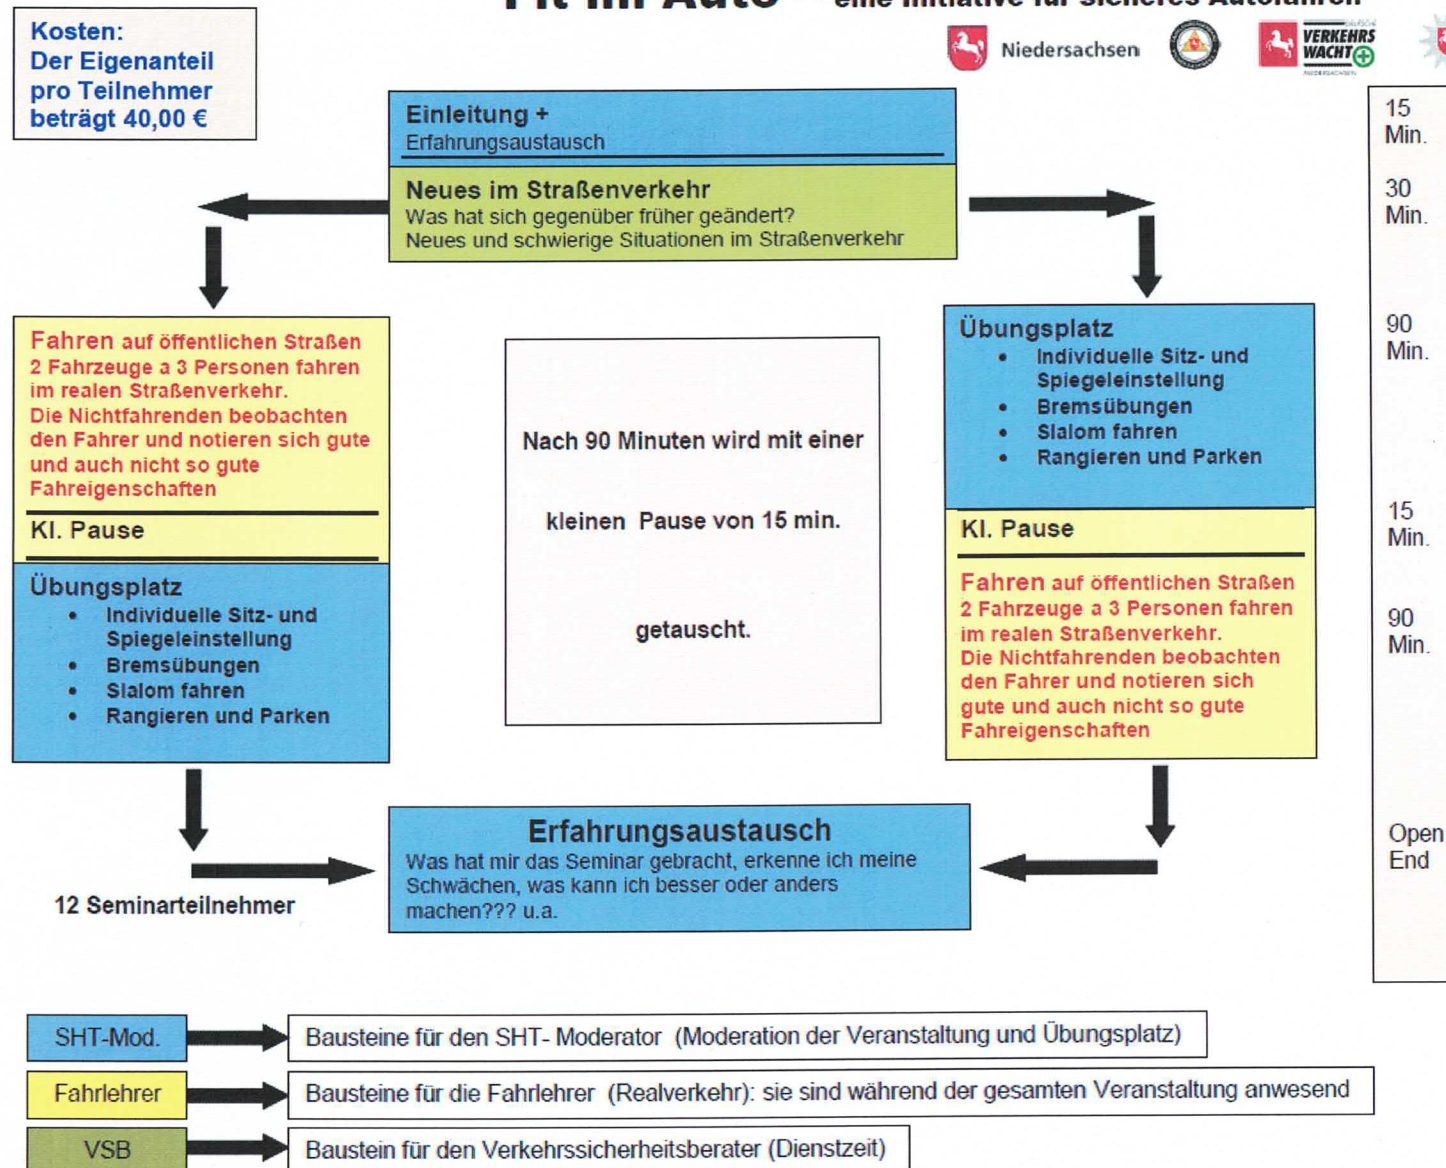 Fit im Auto – eine Initiative für sicheres Autofahren
Kosten:
Der Eigenanteil
pro Teilnehmer
beträgt 40,00 €
Niedersachsen
VERKEHRS
WACHT
NIEDERSACHSEN
Einleitung +
Erfahrungsaustausch
Neues im Straßenverkehr
Was hat sich gegenüber früher geändert?
Neues und schwierige Situationen im Straßenverkehr
15
Min.
30
Min.
90
Min.
15
Min.
90
Min.
Open
End
Fahren auf öffentlichen Straßen
2 Fahrzeuge a 3 Personen fahren
im realen Straßenverkehr.
Die Nichtfahrenden beobachten
den Fahrer und notieren sich gute
und auch nicht so gute
Fahreigenschaften
Kl. Pause
Übungsplatz
• Individuelle Sitz- und
Spiegeleinstellung
• Bremsübungen
• Slalom fahren
• Rangieren und Parken
Nach 90 Minuten wird mit einer
kleinen Pause von 15 min.
getauscht.
Übungsplatz
• Individuelle Sitz- und
Spiegeleinstellung
• Bremsübungen
• Slalom fahren
• Rangieren und Parken
Kl. Pause
Fahren auf öffentlichen Straßen
2 Fahrzeuge a 3 Personen fahren
im realen Straßenverkehr.
Die Nichtfahrenden beobachten
den Fahrer und notieren sich
gute und auch nicht so gute
Fahreigenschaften
Erfahrungsaustausch
Was hat mir das Seminar gebracht, erkenne ich meine
Schwächen, was kann ich besser oder anders
machen??? u.a.
12 Seminarteilnehmer
SHT-Mod.
Bausteine für den SHT- Moderator (Moderation der Veranstaltung und Übungsplatz)
Fahrlehrer
Bausteine für die Fahrlehrer (Realverkehr): sie sind während der gesamten Veranstaltung anwesend
VSB
Baustein für den Verkehrssicherheitsberater (Dienstzeit)